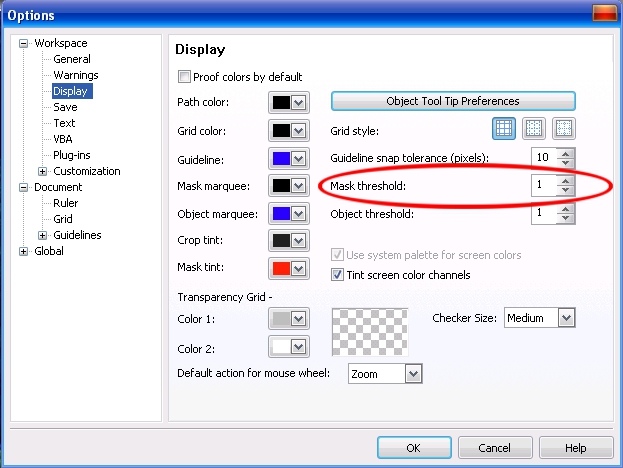 Options
Workspace
General
Warnings
Display
Save
Text
VBA
Plug-ins
Customization
Document
Ruler
Grid
Guidelines
Global
Display
Proof colors by default
Path color:
Object Tool Tip Preferences
Grid color:
Grid style:
Guideline:
Guideline snap tolerance (pixels): 10
Mask marquee:
Mask threshold: 1
Object marquee:
Object threshold: 1
Crop tint:
Use system palette for screen colors
Mask tint:
Tint screen color channels
Transparency Grid -
Color 1:
Checker Size: Medium
Color 2:
Default action for mouse wheel: Zoom
OK Cancel Help